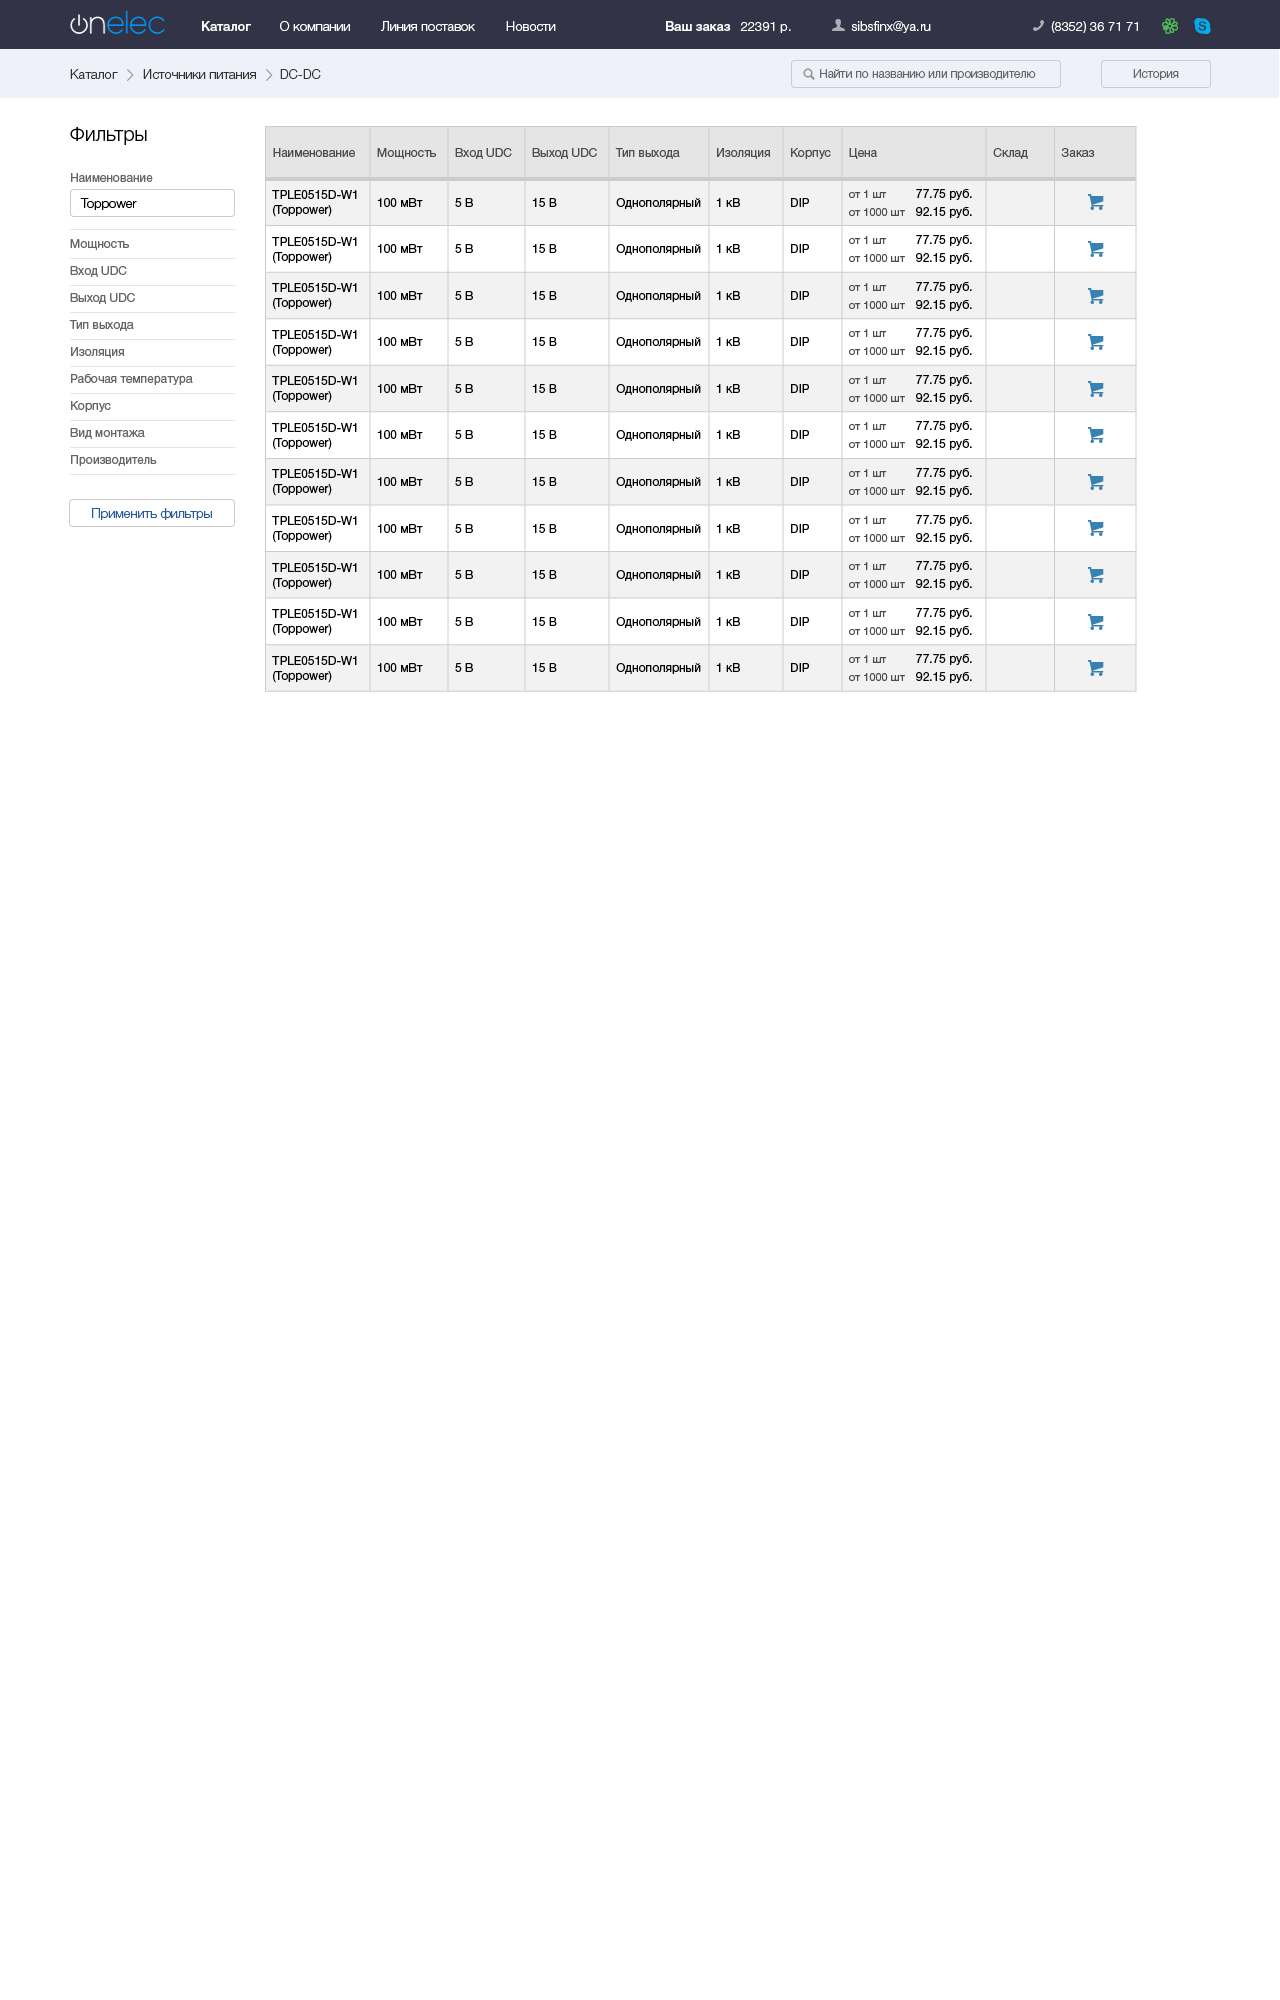 onelec Каталог О компании Линия поставок Новости Ваш заказ 22391 р. sibsfinx@ya.ru (8352) 36 71 71
Каталог Источники питания DC-DC Найти по названию или производителю История
Фильтры
Наименование
Toppower
Мощность
Вход UDC
Выход UDC
Тип выхода
Изоляция
Рабочая температура
Корпус
Вид монтажа
Производитель
Применить фильтры
Наименование Мощность Вход UDC Выход UDC Тип выхода Изоляция Корпус Цена Склад Заказ
TPLE0515D-W1 от 1 шт 77.75 руб.
(Toppower) 100 мВт 5 В 15 В Однополярный 1 кВ DIP от 1000 шт 92.15 руб.
TPLE0515D-W1 от 1 шт 77.75 руб.
(Toppower) 100 мВт 5 В 15 В Однополярный 1 кВ DIP от 1000 шт 92.15 руб.
TPLE0515D-W1 от 1 шт 77.75 руб.
(Toppower) 100 мВт 5 В 15 В Однополярный 1 кВ DIP от 1000 шт 92.15 руб.
TPLE0515D-W1 от 1 шт 77.75 руб.
(Toppower) 100 мВт 5 В 15 В Однополярный 1 кВ DIP от 1000 шт 92.15 руб.
TPLE0515D-W1 от 1 шт 77.75 руб.
(Toppower) 100 мВт 5 В 15 В Однополярный 1 кВ DIP от 1000 шт 92.15 руб.
TPLE0515D-W1 от 1 шт 77.75 руб.
(Toppower) 100 мВт 5 В 15 В Однополярный 1 кВ DIP от 1000 шт 92.15 руб.
TPLE0515D-W1 от 1 шт 77.75 руб.
(Toppower) 100 мВт 5 В 15 В Однополярный 1 кВ DIP от 1000 шт 92.15 руб.
TPLE0515D-W1 от 1 шт 77.75 руб.
(Toppower) 100 мВт 5 В 15 В Однополярный 1 кВ DIP от 1000 шт 92.15 руб.
TPLE0515D-W1 от 1 шт 77.75 руб.
(Toppower) 100 мВт 5 В 15 В Однополярный 1 кВ DIP от 1000 шт 92.15 руб.
TPLE0515D-W1 от 1 шт 77.75 руб.
(Toppower) 100 мВт 5 В 15 В Однополярный 1 кВ DIP от 1000 шт 92.15 руб.
TPLE0515D-W1 от 1 шт 77.75 руб.
(Toppower) 100 мВт 5 В 15 В Однополярный 1 кВ DIP от 1000 шт 92.15 руб.